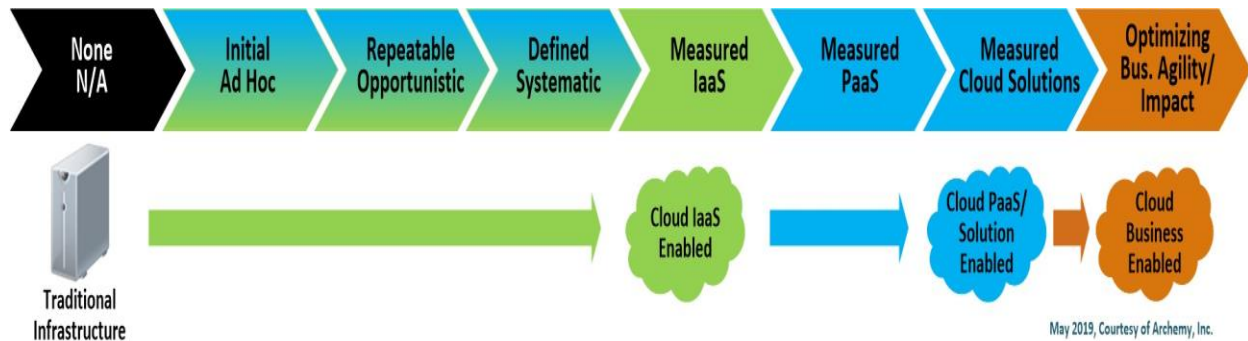 None
N/A
Initial
Ad Hoc
Repeatable
Opportunistic
Defined
Systematic
Measured
IaaS
Measured
PaaS
Measured
Cloud Solutions
Optimizing
Bus. Agility/
Impact
Traditional
Infrastructure
Cloud IaaS
Enabled
Cloud PaaS/
Solution
Enabled
Cloud
Business
Enabled
May 2019, Courtesy of Archemy, Inc.